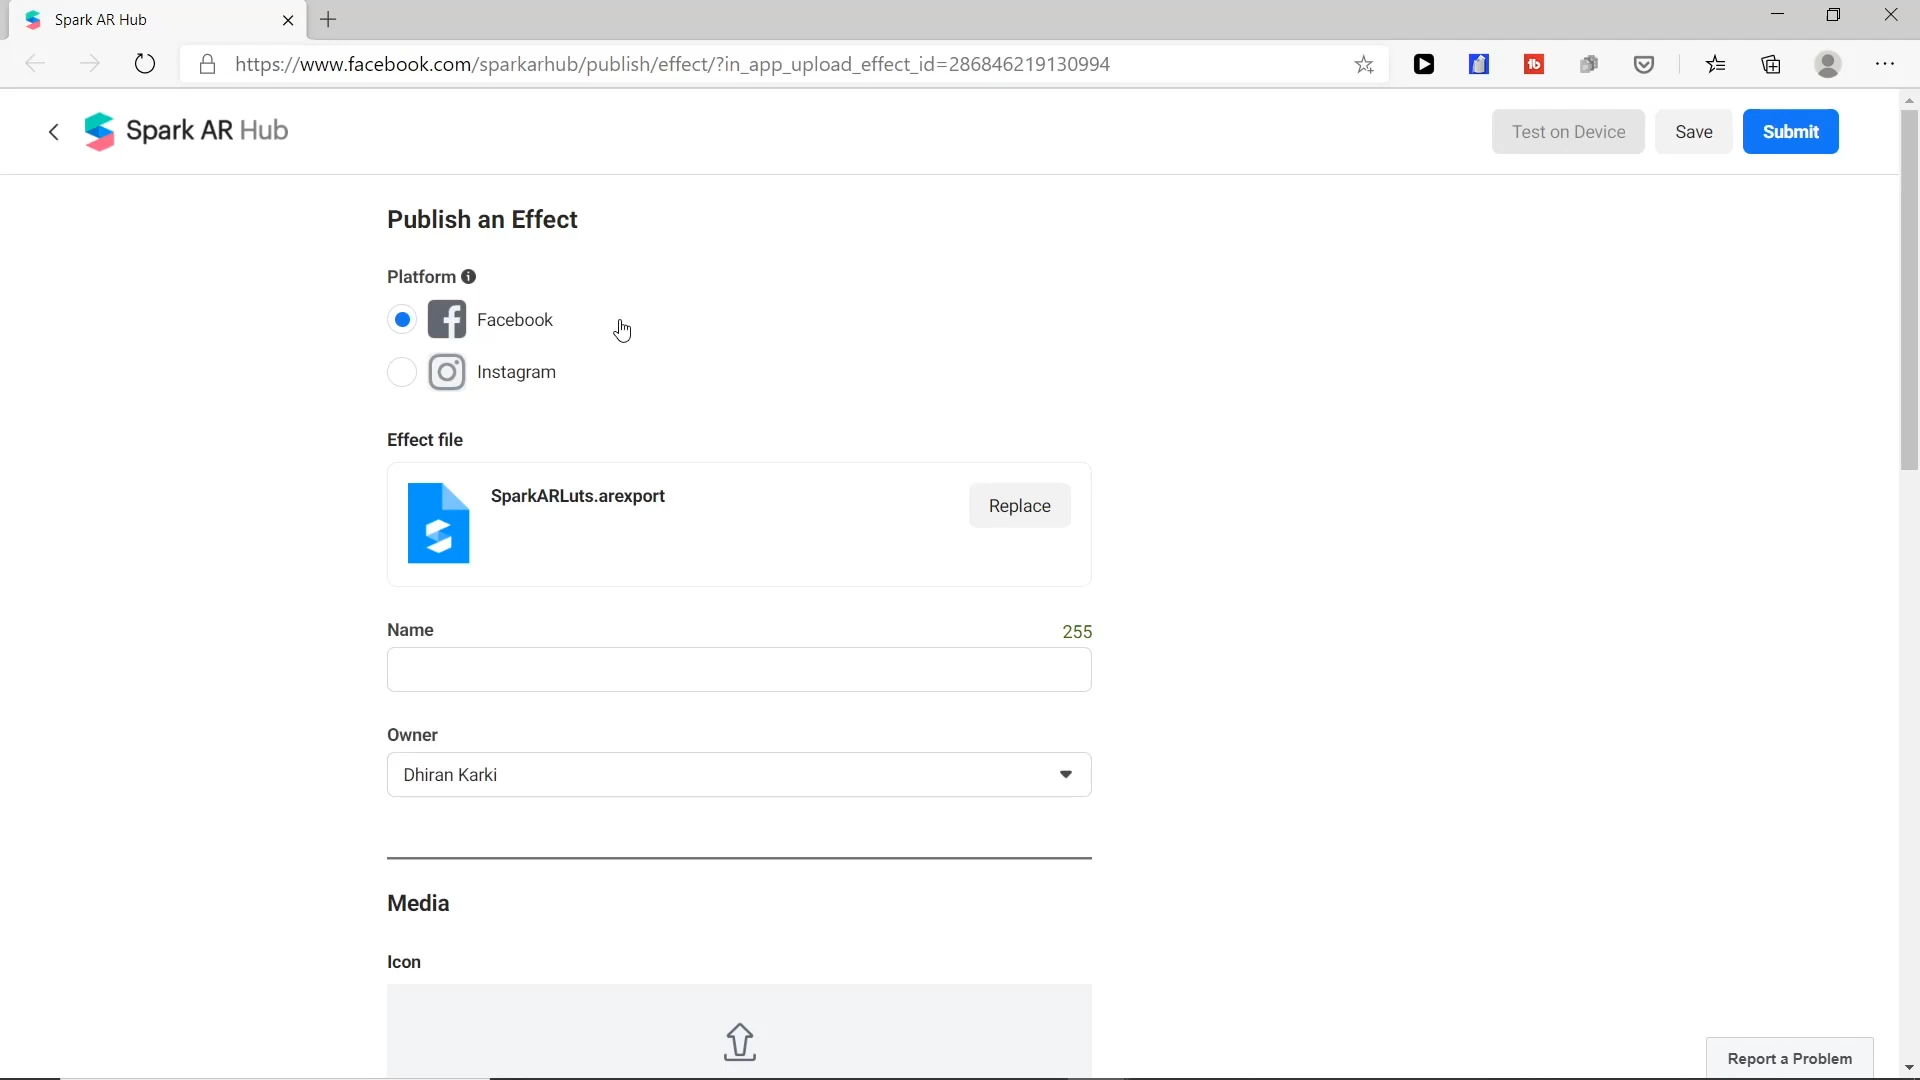 Spark AR Hub
https://www.facebook.com/sparkarhub/publish/effect/?in_app_upload_effect_id=286846219130994
tb
Spark AR Hub
Test on Device
Save
Submit
Publish an Effect
Platform
Facebook
Instagram
Effect file
SparkARLuts.arexport
Replace
Name
255
Owner
Dhiran Karki
Media
Icon
Report a Problem